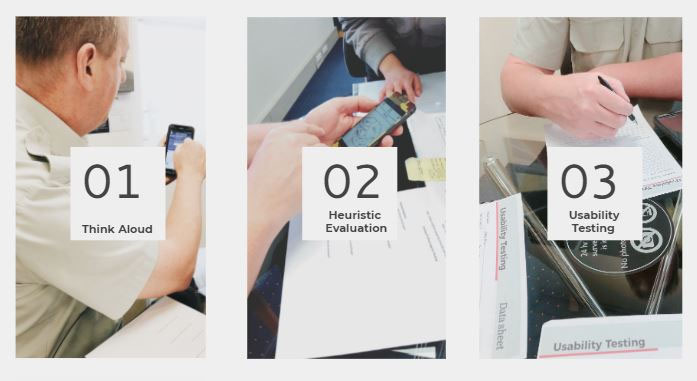 01
Think Aloud
02
Heuristic
Evaluation
03
Usability
Testing
Usability Testing
Data sheet
24 h
No photo
Usability Testing